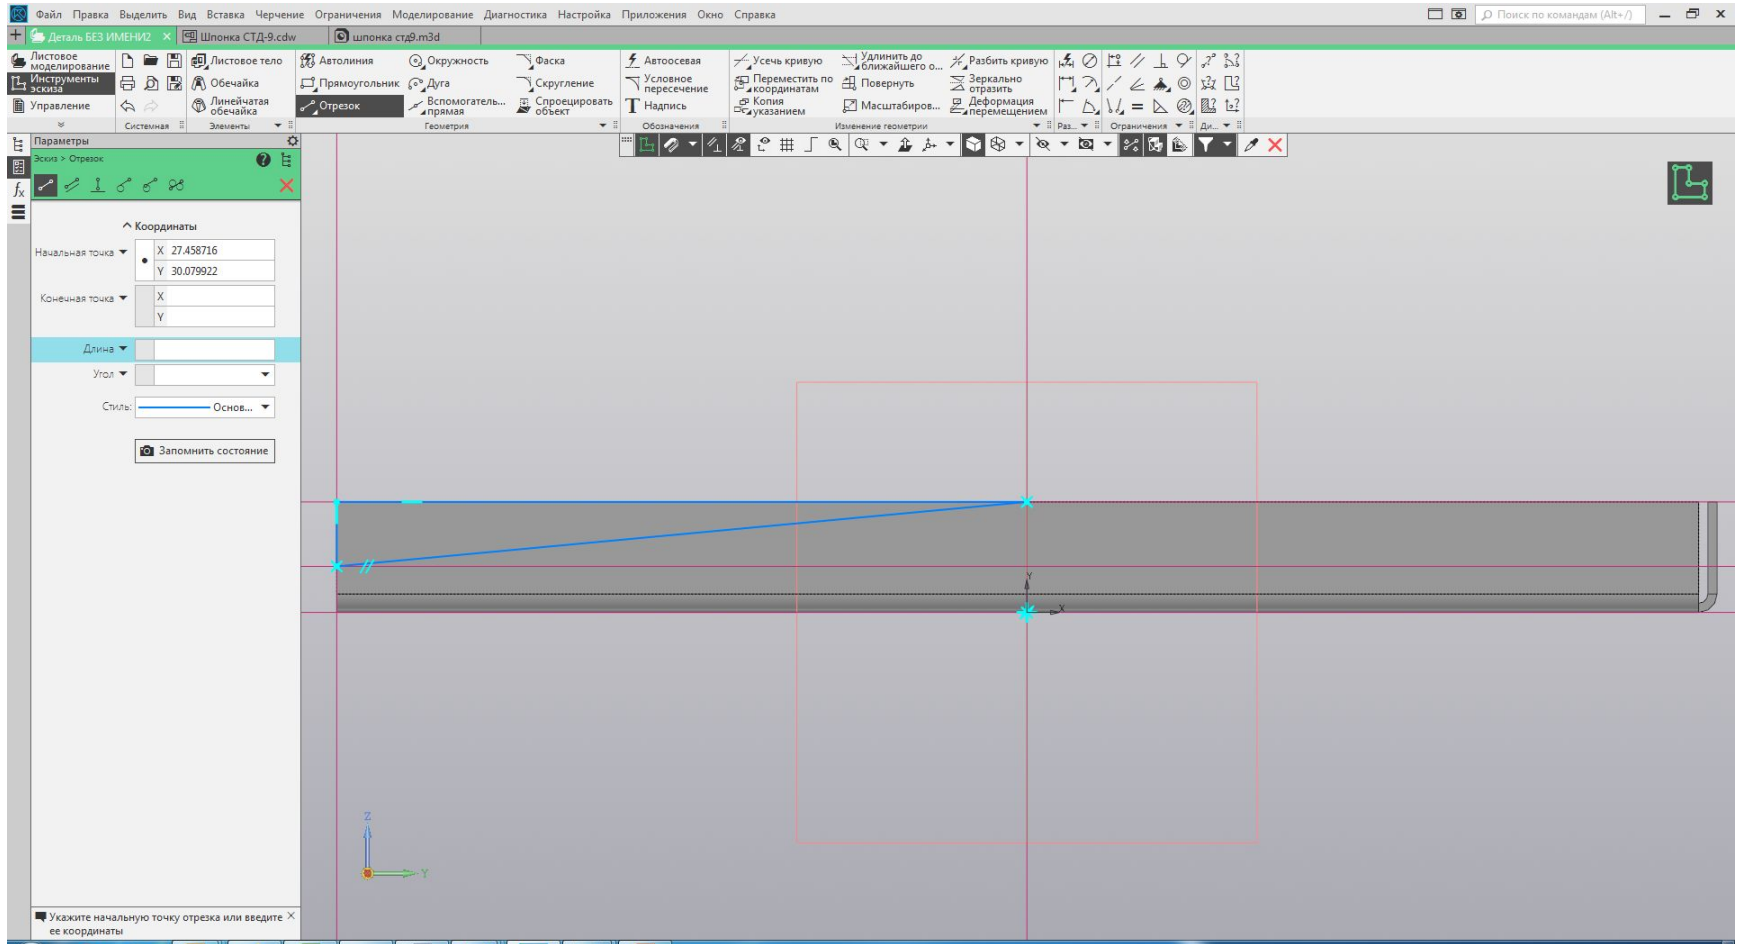 Файл Правка Выделить Вид Вставка Черчение Ограничения Моделирование Диагностика Настройка Приложения Окно Справка
Поиск по командам (Alt+/)
Деталь БЕЗ ИМЕНИ2
Шпонка СТД-9.cdw
шпонка стд9.m3d
Листовое моделирование
Инструменты эскиза
Управление
Системная
Листовое тело
Обечайка
Линейчатая обечайка
Элементы
Автолиния
Прямоугольник
Отрезок
Окружность
Дуга
Вспомогатель... прямая
Фаска
Скругление
Спроецировать объект
Геометрия
Автоосевая
Условное пересечение
Надпись
Обозначения
Усечь кривую
Переместить по координатам
Копия указанием
Удлинить до ближайшего о...
Повернуть
Масштабиров...
Разбить кривую
Зеркально отразить
Деформация перемещением
Изменение геометрии
Раз...
Ограничения
Ди...
Параметры
Эскиз > Отрезок
Координаты
Начальная точка
X 27.458716
Y 30.079922
Конечная точка
X
Y
Длина
Угол
Стиль:
Основ...
Запомнить состояние
Y
X
Z
Y
Укажите начальную точку отрезка или введите
ее координаты